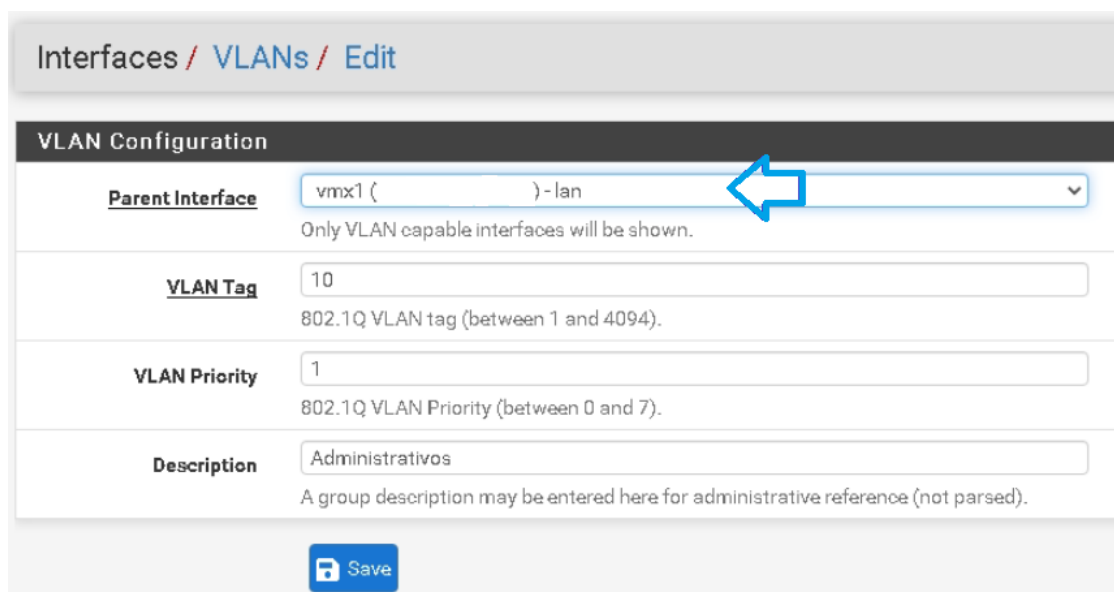 Interfaces / VLANs / Edit
VLAN Configuration
Parent Interface
vmx1 ( ) - lan
Only VLAN capable interfaces will be shown.
VLAN Tag
10
802.1Q VLAN tag (between 1 and 4094).
VLAN Priority
1
802.1Q VLAN Priority (between 0 and 7).
Description
Administrativos
A group description may be entered here for administrative reference (not parsed).
Save